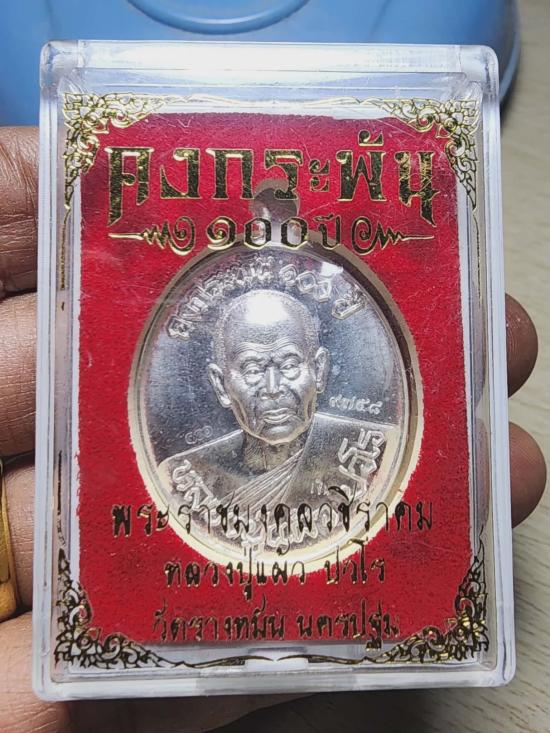 คงกระพัน
๑๐๐ ปี
คงกระพัน ๑๐๐ ปี
๙๗๕๘
พระราชมงคลวชิราคม
หลวงปู่แผ้ว ปวโร
วัดรางหมัน นครปฐม